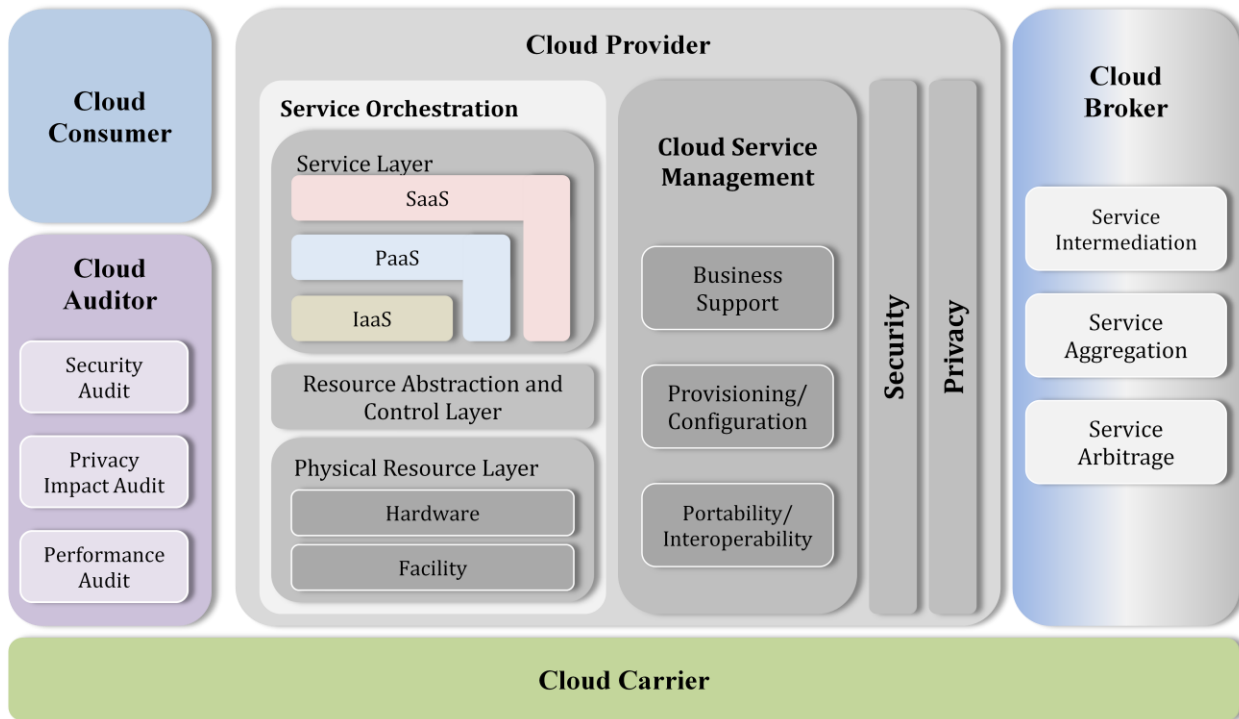 Cloud
Consumer
Cloud
Auditor
Security
Audit
Privacy
Impact Audit
Performance
Audit
Cloud Provider
Service Orchestration
Service Layer
SaaS
PaaS
IaaS
Resource Abstraction and
Control Layer
Physical Resource Layer
Hardware
Facility
Cloud Service
Management
Business
Support
Provisioning/
Configuration
Portability/
Interoperability
Security
Privacy
Cloud
Broker
Service
Intermediation
Service
Aggregation
Service
Arbitrage
Cloud Carrier